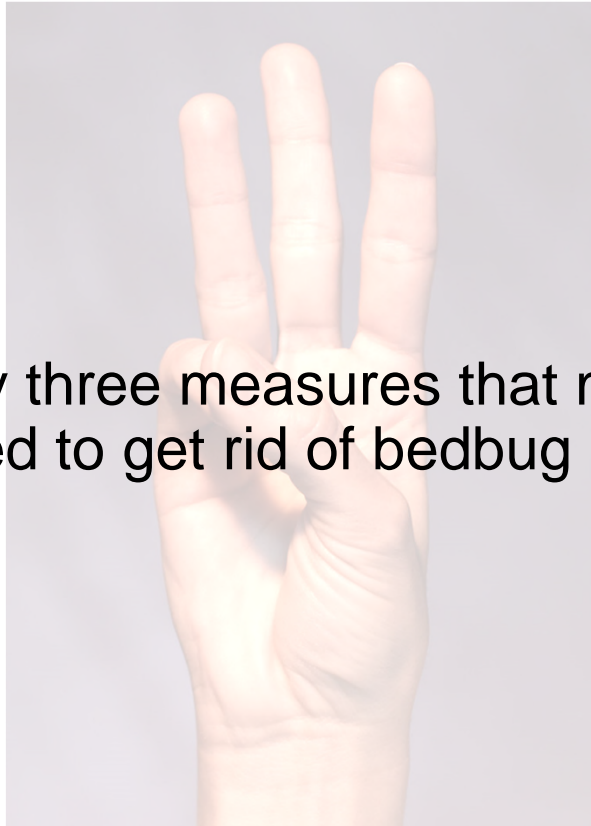 three measures that
to get rid of bedbug